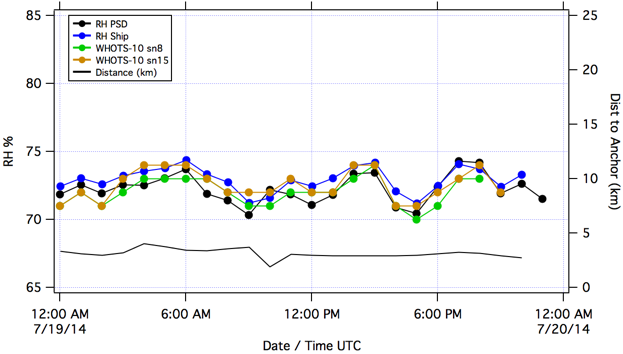 85
80
75
70
65
RH %
RH PSD
RH Ship
WHOTS-10 sn8
WHOTS-10 sn15
Distance (km)
25
20
15
10
5
0
Dist to Anchor (km)
12:00 AM 6:00 AM 12:00 PM 6:00 PM 12:00 AM
7/19/14 7/20/14
Date / Time UTC